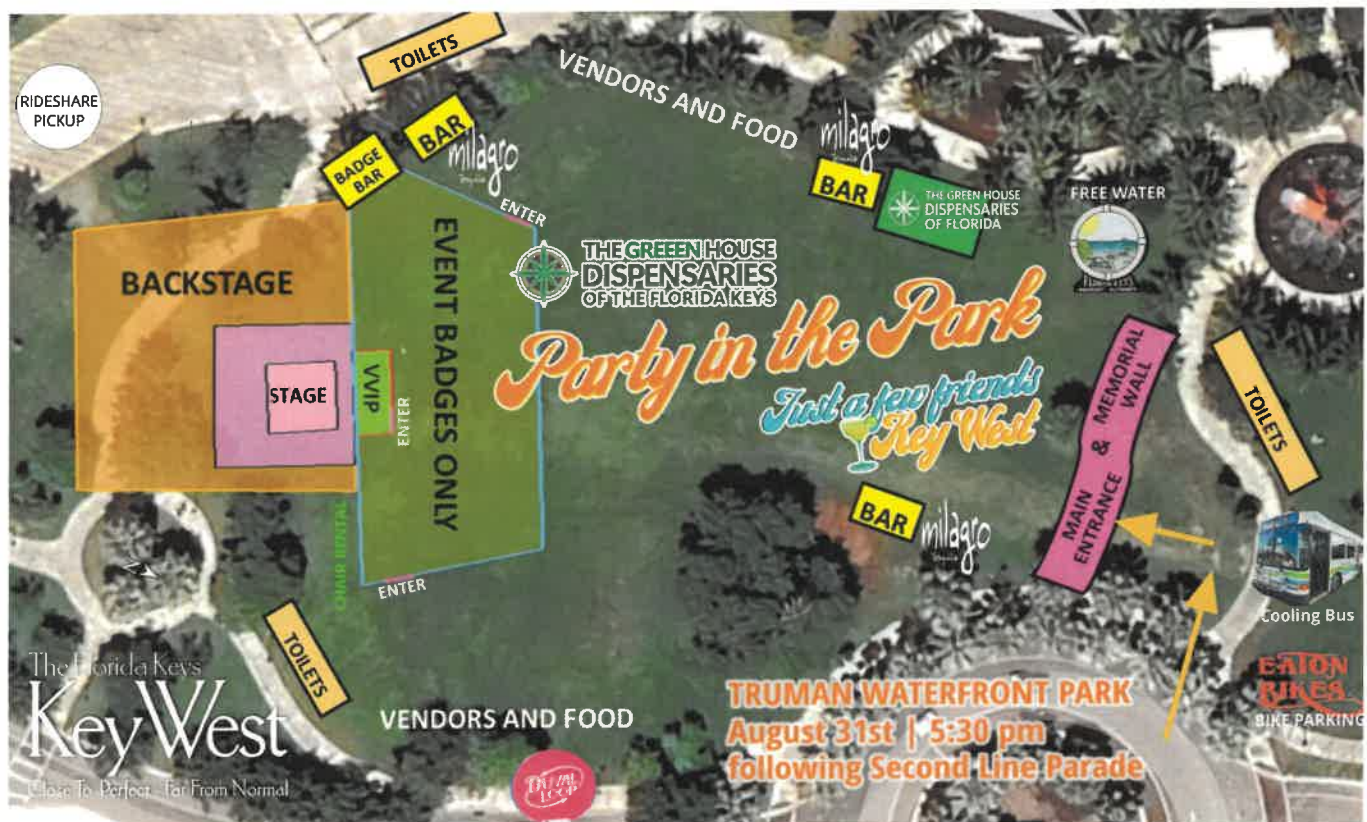 TOILETS
VENDORS AND FOOD
RIDESHARE
PICKUP
BAR
milagro
BADGE
BAR
milagro
BAR
THE GREEN HOUSE
DISPENSARIES
OF FLORIDA
FREE WATER
ENTER
EVENT BADGES ONLY
THE GREEEN HOUSE
DISPENSARIES
OF THE FLORIDA KEYS
BACKSTAGE
Party in the Park
Just a few friends
Key West
STAGE
VVIP
ENTER
MAIN
ENTRANCE
& MEMORIAL
WALL
TOILETS
BAR
milagro
CHAIR RENTAL
ENTER
Cooling Bus
TOILETS
The Florida Keys
Key West
Close To Perfect - Far From Normal
VENDORS AND FOOD
DUVAL
LOOP
TRUMAN WATERFRONT PARK
August 31st | 5:30 pm
following Second Line Parade
EATON
BIKES
BIKE PARKING